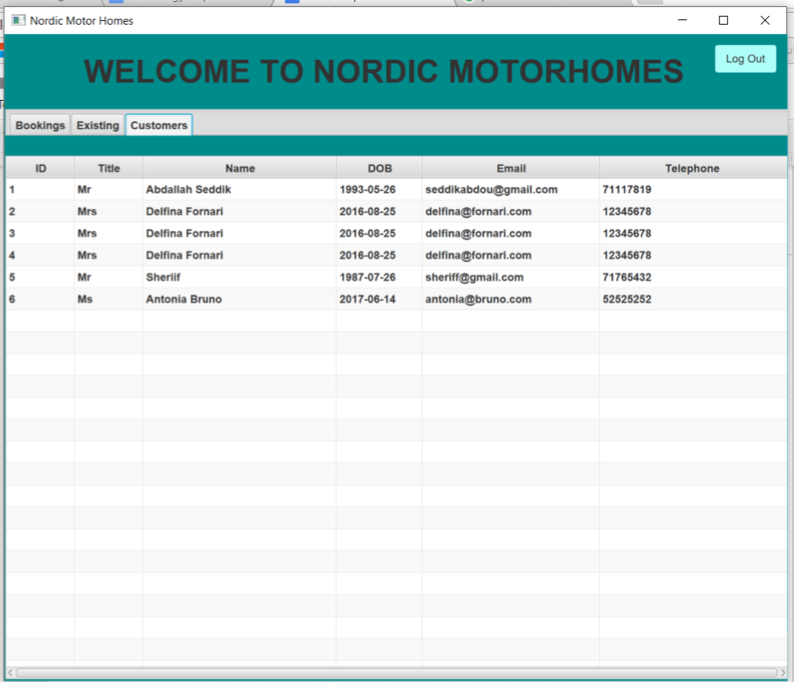 Nordic Motor Homes
WELCOME TO NORDIC MOTORHOMES
Log Out
Bookings Existing Customers
ID Title Name DOB Email Telephone
1 Mr Abdallah Seddik 1993-05-26 seddikabdou@gmail.com 71117819
2 Mrs Delfina Fornari 2016-08-25 delfina@fornari.com 12345678
3 Mrs Delfina Fornari 2016-08-25 delfina@fornari.com 12345678
4 Mrs Delfina Fornari 2016-08-25 delfina@fornari.com 12345678
5 Mr Sheriif 1987-07-26 sheriff@gmail.com 71765432
6 Ms Antonia Bruno 2017-06-14 antonia@bruno.com 52525252